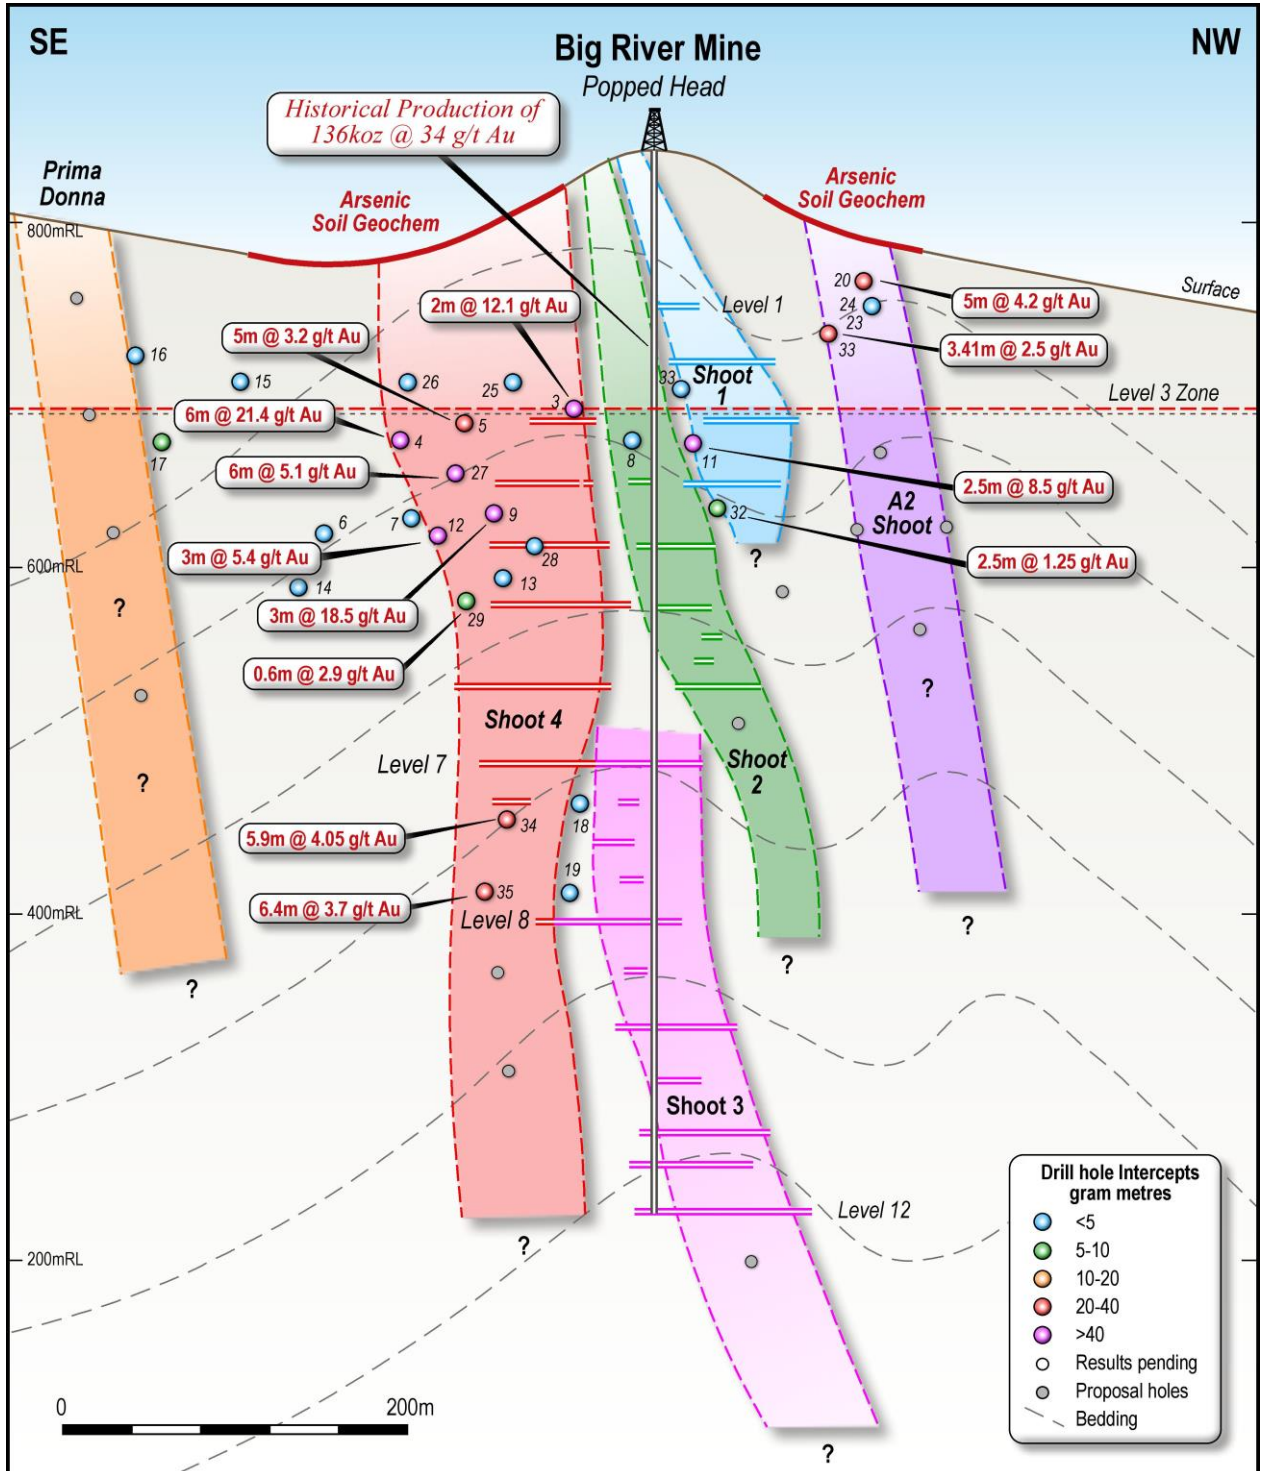 SE
Big River Mine
NW
Popped Head
Historical Production of
136koz @ 34 g/t Au
Prima
Donna
Arsenic
Soil Geochem
Arsenic
Soil Geochem
800mRL
Surface
2m @ 12.1 g/t Au
Level 1
20
5m @ 4.2 g/t Au
24
23
5m @ 3.2 g/t Au
33
3.41m @ 2.5 g/t Au
16
15
26
25
33
Shoot
1
Level 3 Zone
3
6m @ 21.4 g/t Au
4
5
17
8
11
6m @ 5.1 g/t Au
27
2.5m @ 8.5 g/t Au
A2
Shoot
6
7
12
9
32
3m @ 5.4 g/t Au
28
?
2.5m @ 1.25 g/t Au
600mRL
14
13
?
3m @ 18.5 g/t Au
29
0.6m @ 2.9 g/t Au
?
Shoot 4
Level 7
Shoot
2
?
5.9m @ 4.05 g/t Au
34
18
19
6.4m @ 3.7 g/t Au
35
400mRL
Level 8
?
?
?
Shoot 3
Level 12
?
200mRL
Drill hole Intercepts
gram metres
<5
5-10
10-20
20-40
>40
Results pending
Proposal holes
Bedding
0
200m
?